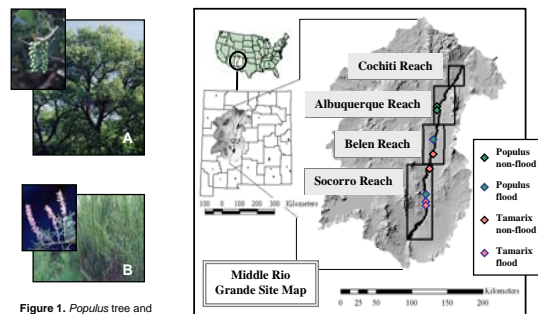 A
B
Figure 1. Populus tree and
Cochiti Reach
Albuquerque Reach
Belen Reach
Socorro Reach
100 0 100 200 300 Kilometers
Middle Rio
Grande Site Map
Kilometers
0 25 50 100 150 200
Populus
non-flood
Populus
flood
Tamarix
non-flood
Tamarix
flood